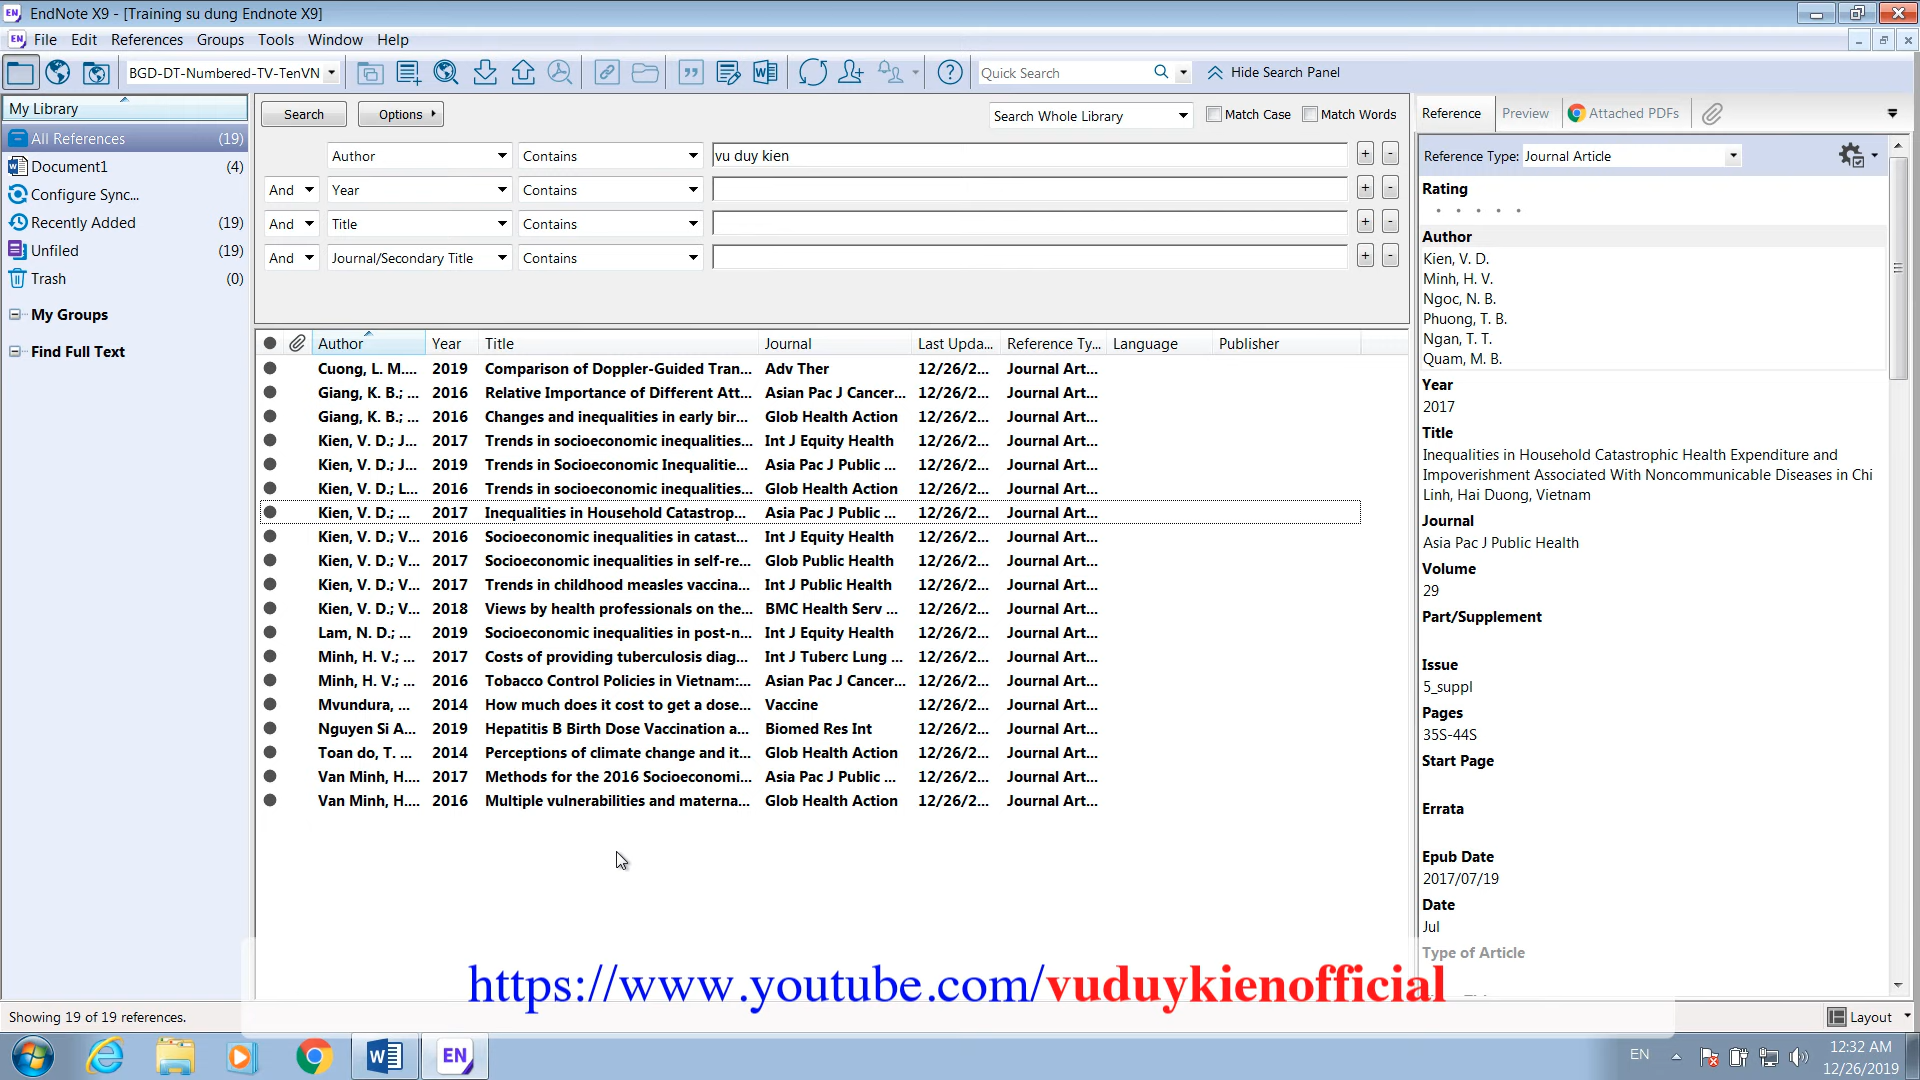 EndNote X9 - [Training su dung Endnote X9]
File Edit References Groups Tools Window Help
BGD-DT-Numbered-TV-TenVN
Quick Search
Hide Search Panel
My Library
All References (19)
Document1 (4)
Configure Sync...
Recently Added (19)
Unfiled (19)
Trash (0)
My Groups
Find Full Text
Search Options Search Whole Library Match Case Match Words
Author Contains vu duy kien + -
And Year Contains + -
And Title Contains + -
And Journal/Secondary Title Contains + -
Author Year Title Journal Last Upda... Reference Ty... Language Publisher
Cuong, L. M.... 2019 Comparison of Doppler-Guided Tran... Adv Ther 12/26/2... Journal Art...
Giang, K. B.; ... 2016 Relative Importance of Different Att... Asian Pac J Cancer... 12/26/2... Journal Art...
Giang, K. B.; ... 2016 Changes and inequalities in early bir... Glob Health Action 12/26/2... Journal Art...
Kien, V. D.; J... 2017 Trends in socioeconomic inequalities... Int J Equity Health 12/26/2... Journal Art...
Kien, V. D.; J... 2019 Trends in Socioeconomic Inequalitie... Asia Pac J Public ... 12/26/2... Journal Art...
Kien, V. D.; L... 2016 Trends in socioeconomic inequalities... Glob Health Action 12/26/2... Journal Art...
Kien, V. D.; ... 2017 Inequalities in Household Catastrop... Asia Pac J Public ... 12/26/2... Journal Art...
Kien, V. D.; V... 2016 Socioeconomic inequalities in catast... Int J Equity Health 12/26/2... Journal Art...
Kien, V. D.; V... 2017 Socioeconomic inequalities in self-re... Glob Public Health 12/26/2... Journal Art...
Kien, V. D.; V... 2017 Trends in childhood measles vaccina... Int J Public Health 12/26/2... Journal Art...
Kien, V. D.; V... 2018 Views by health professionals on the... BMC Health Serv ... 12/26/2... Journal Art...
Lam, N. D.; ... 2019 Socioeconomic inequalities in post-n... Int J Equity Health 12/26/2... Journal Art...
Minh, H. V.; ... 2017 Costs of providing tuberculosis diag... Int J Tuberc Lung ... 12/26/2... Journal Art...
Minh, H. V.; ... 2016 Tobacco Control Policies in Vietnam:... Asian Pac J Cancer... 12/26/2... Journal Art...
Mvundura, ... 2014 How much does it cost to get a dose... Vaccine 12/26/2... Journal Art...
Nguyen Si A... 2019 Hepatitis B Birth Dose Vaccination a... Biomed Res Int 12/26/2... Journal Art...
Toan do, T. ... 2014 Perceptions of climate change and it... Glob Health Action 12/26/2... Journal Art...
Van Minh, H.... 2017 Methods for the 2016 Socioeconomi... Asia Pac J Public ... 12/26/2... Journal Art...
Van Minh, H.... 2016 Multiple vulnerabilities and materna... Glob Health Action 12/26/2... Journal Art...
Reference Preview Attached PDFs
Reference Type: Journal Article
Rating
Author
Kien, V. D.
Minh, H. V.
Ngoc, N. B.
Phuong, T. B.
Ngan, T. T.
Quam, M. B.
Year
2017
Title
Inequalities in Household Catastrophic Health Expenditure and
Impoverishment Associated With Noncommunicable Diseases in Chi
Linh, Hai Duong, Vietnam
Journal
Asia Pac J Public Health
Volume
29
Part/Supplement
Issue
5_suppl
Pages
35S-44S
Start Page
Errata
Epub Date
2017/07/19
Date
Jul
Type of Article
https://www.youtube.com/vuduykienofficial
Showing 19 of 19 references.
Layout
EN
EN
12:32 AM
12/26/2019